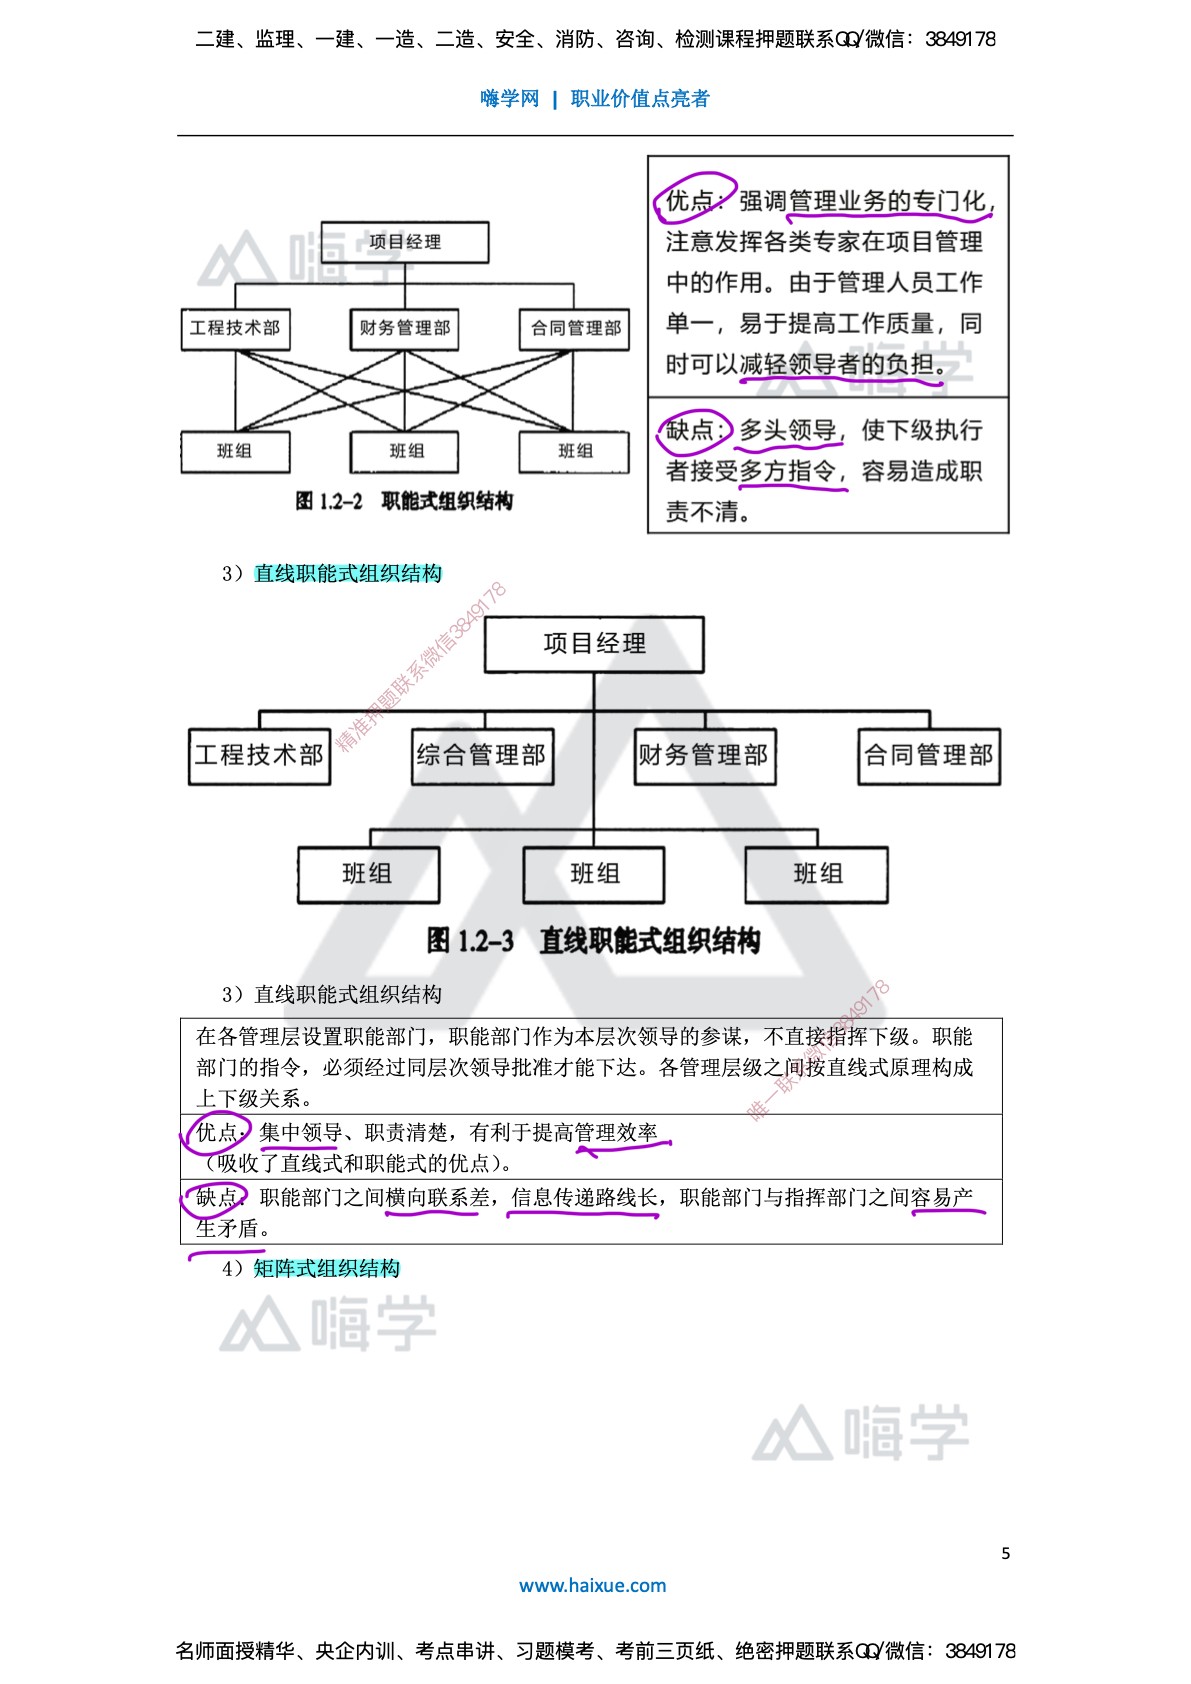 二建、监理、一建、一造、二造、安全、消防、咨询、检测课程押题联系QQ/微信：3849178
嗨学网 | 职业价值点亮者
嗨学
项目经理
工程技术部
财务管理部
合同管理部
班组
班组
班组
图 1.2-2 职能式组织结构
优点：强调管理业务的专门化，
注意发挥各类专家在项目管理
中的作用。由于管理人员工作
单一，易于提高工作质量，同
时可以减轻领导者的负担。
嗨学
缺点：多头领导，使下级执行
者接受多方指令，容易造成职
责不清。
3）直线职能式组织结构
精准押题联系微信3849178
项目经理
工程技术部
综合管理部
财务管理部
合同管理部
班组
班组
班组
图 1.2-3 直线职能式组织结构
3）直线职能式组织结构
在各管理层设置职能部门，职能部门作为本层次领导的参谋，不直接指挥下级。职能
部门的指令，必须经过同层次领导批准才能下达。各管理层级之间按直线式原理构成
上下级关系。
唯一联系微信3849178
优点：集中领导、职责清楚，有利于提高管理效率
（吸收了直线式和职能式的优点）。
缺点：职能部门之间横向联系差，信息传递路线长，职能部门与指挥部门之间容易产
生矛盾。
4）矩阵式组织结构
嗨学
嗨学
5
www.haixue.com
名师面授精华、央企内训、考点串讲、习题模考、考前三页纸、绝密押题联系QQ/微信：3849178